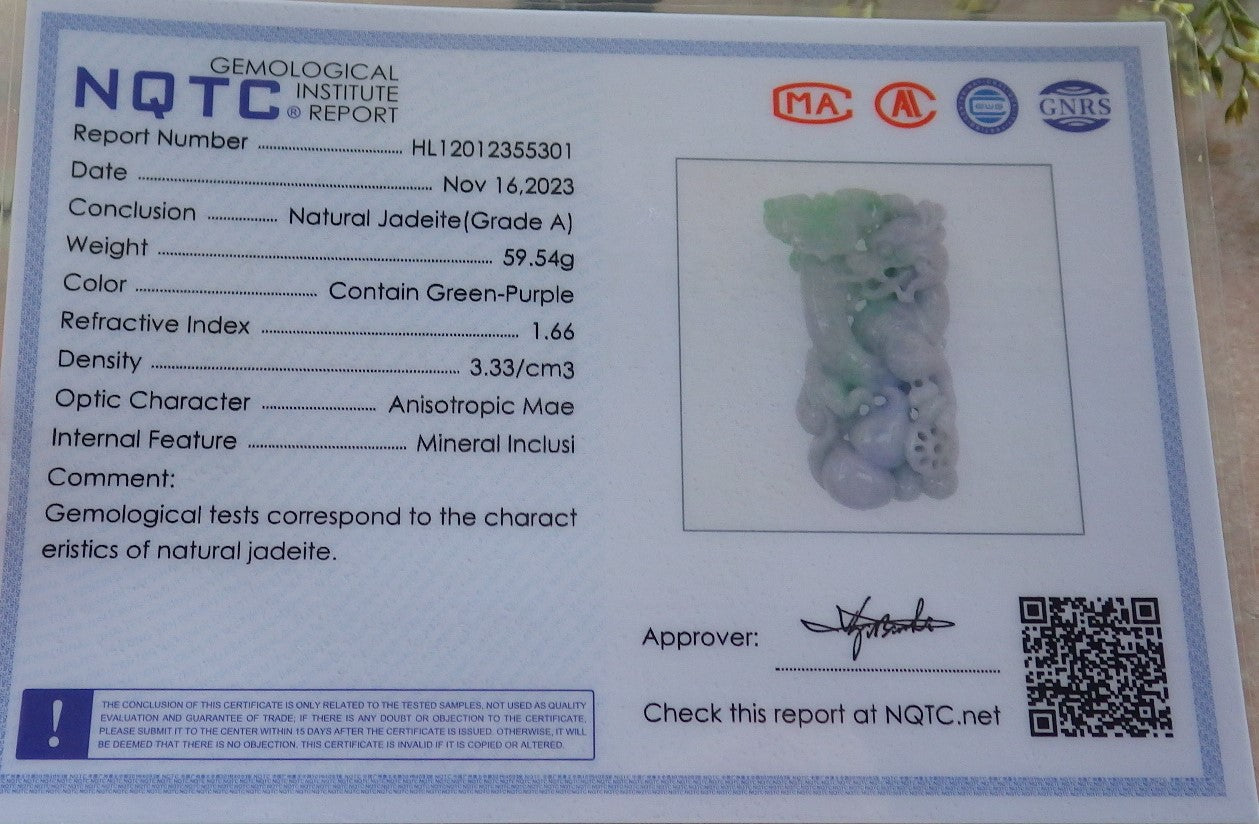 NQTC® GEMOLOGICAL INSTITUTE REPORT
MA
AL
GNRS
Report Number HL12012355301
Date Nov 16,2023
Conclusion Natural Jadeite(Grade A)
Weight 59.54g
Color Contain Green-Purple
Refractive Index 1.66
Density 3.33/cm3
Optic Character Anisotropic Mae
Internal Feature Mineral Inclusi
Comment:
Gemological tests correspond to the charact
eristics of natural jadeite.
Approver:
Check this report at NQTC.net
!
THE CONCLUSION OF THIS CERTIFICATE IS ONLY RELATED TO THE TESTED SAMPLES, NOT USED AS QUALITY
EVALUATION AND GUARANTEE OF TRADE; IF THERE IS ANY DOUBT OR OBJECTION TO THE CERTIFICATE,
PLEASE SUBMIT IT TO THE CENTER WITHIN 15 DAYS AFTER THE CERTIFICATE IS ISSUED. OTHERWISE, IT WILL
BE DEEMED THAT THERE IS NO OBJECTION. THIS CERTIFICATE IS INVALID IF IT IS COPIED OR ALTERED.